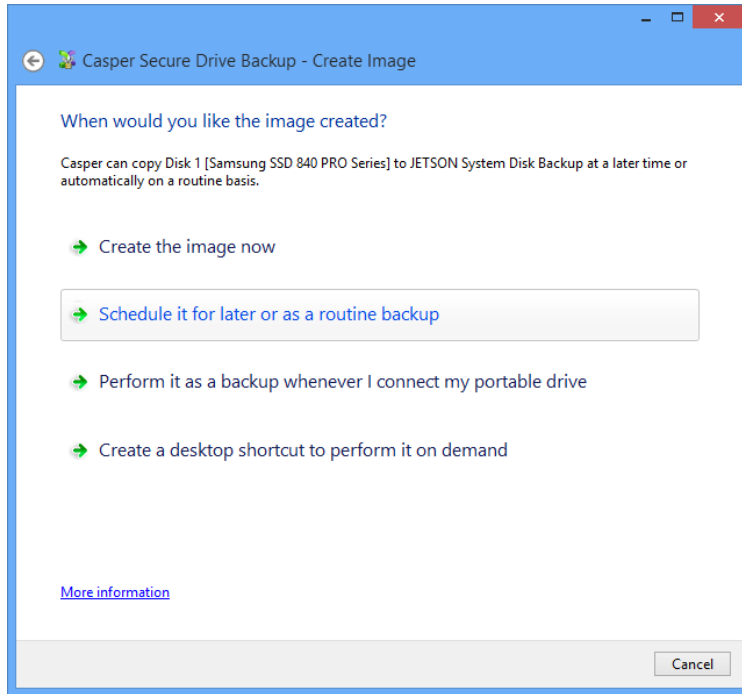 Casper Secure Drive Backup - Create Image
When would you like the image created?
Casper can copy Disk 1 [Samsung SSD 840 PRO Series] to JETSON System Disk Backup at a later time or
automatically on a routine basis.
Create the image now
Schedule it for later or as a routine backup
Perform it as a backup whenever I connect my portable drive
Create a desktop shortcut to perform it on demand
More information
Cancel